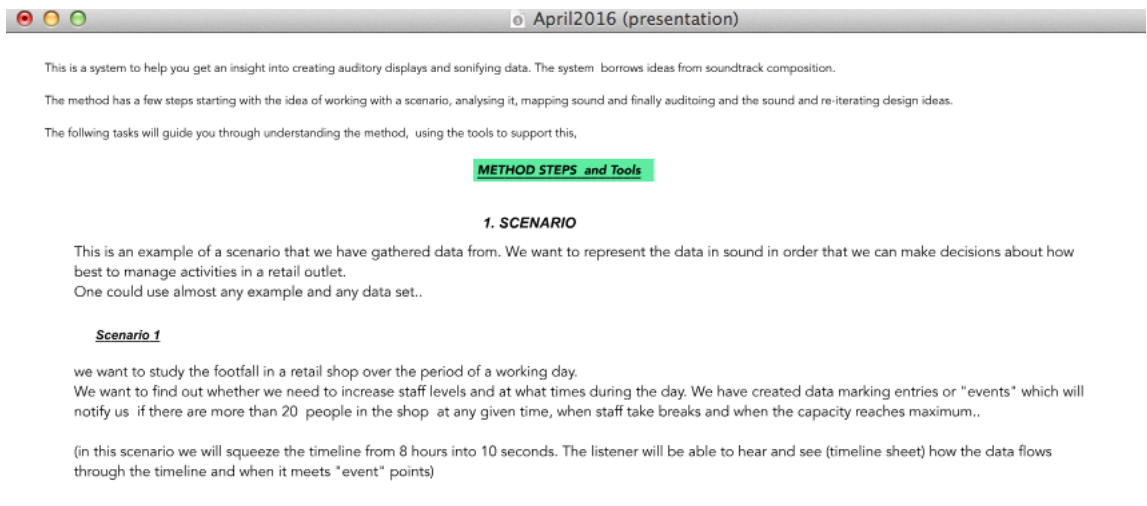 April2016 (presentation)
This is a system to help you get an insight into creating auditory displays and sonifying data. The system  borrows ideas from soundtrack composition.
The method has a few steps starting with the idea of working with a scenario, analysing it, mapping sound and finally auditoing and the sound and re-iterating design ideas.
The follwing tasks will guide you through understanding the method,  using the tools to support this,
METHOD STEPS  and Tools
1. SCENARIO
This is an example of a scenario that we have gathered data from. We want to represent the data in sound in order that we can make decisions about how
best to manage activities in a retail outlet.
One could use almost any example and any data set..
Scenario 1
we want to study the footfall in a retail shop over the period of a working day.
We want to find out whether we need to increase staff levels and at what times during the day. We have created data marking entries or "events" which will
notify us  if there are more than 20  people in the shop  at any given time, when staff take breaks and when the capacity reaches maximum..
(in this scenario we will squeeze the timeline from 8 hours into 10 seconds. The listener will be able to hear and see (timeline sheet) how the data flows
through the timeline and when it meets "event" points)